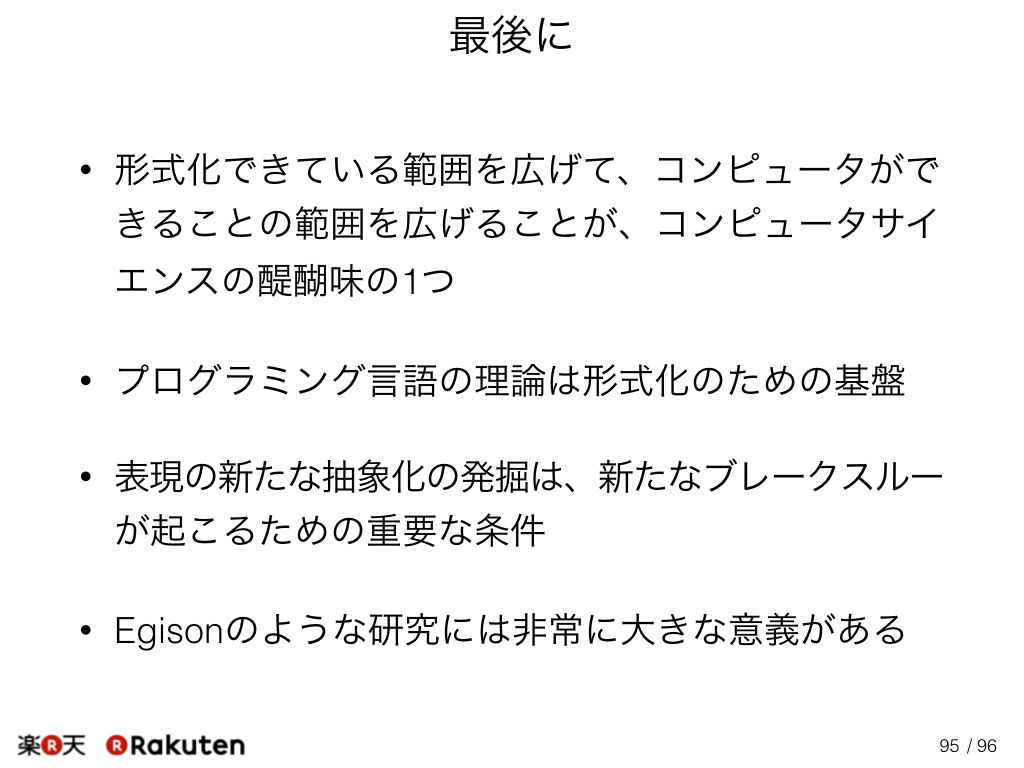 最後に
• 形式化できている範囲を広げて、コンピュータがで
きることの範囲を広げることが、コンピュータサイ
エンスの醍醐味の1つ
• プログラミング言語の理論は形式化のための基盤
• 表現の新たな抽象化の発掘は、新たなブレークスルー
が起こるための重要な条件
• Egisonのような研究には非常に大きな意義がある
楽R天 R Rakuten
95 / 96